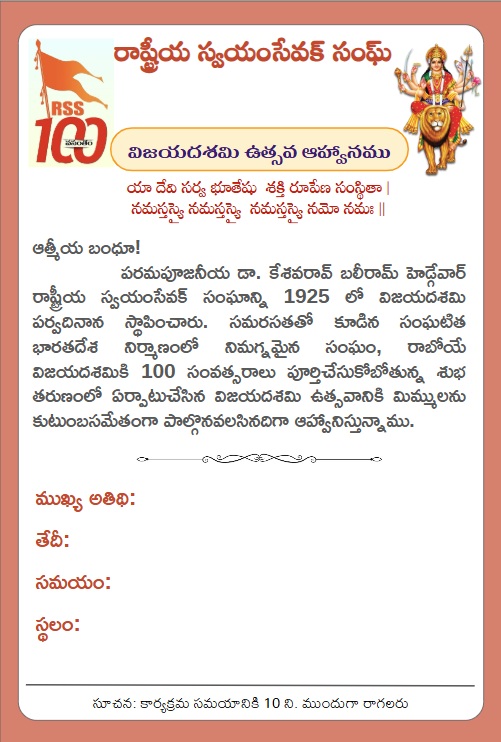 రాష్ట్రీయ స్వయంసేవక్ సంఘ్
RSS
100
వసంతం
విజయదశమి ఉత్సవ ఆహ్వానము
యా దేవి సర్వ భూతేషు శక్తి రూపేణ సంస్థితా |
నమస్తస్యై నమస్తస్యై నమస్తస్యై నమో నమః ||
ఆత్మీయ బంధూ!
పరమపూజనీయ డా. కేశవరావ్ బలీరామ్ హెడ్గేవార్
రాష్ట్రీయ స్వయంసేవక్ సంఘాన్ని 1925 లో విజయదశమి
పర్వదినాన స్థాపించారు. సమరసతతో కూడిన సంఘటిత
భారతదేశ నిర్మాణంలో నిమగ్నమైన సంఘం, రాబోయే
విజయదశమికి 100 సంవత్సరాలు పూర్తిచేసుకోబోతున్న శుభ
తరుణంలో ఏర్పాటుచేసిన విజయదశమి ఉత్సవానికి మిమ్ములను
కుటుంబసమేతంగా పాల్గొనవలసినదిగా ఆహ్వానిస్తున్నాము.
ముఖ్య అతిథి:
తేదీ:
సమయం:
స్థలం:
సూచన: కార్యక్రమ సమయానికి 10 ని. ముందుగా రాగలరు